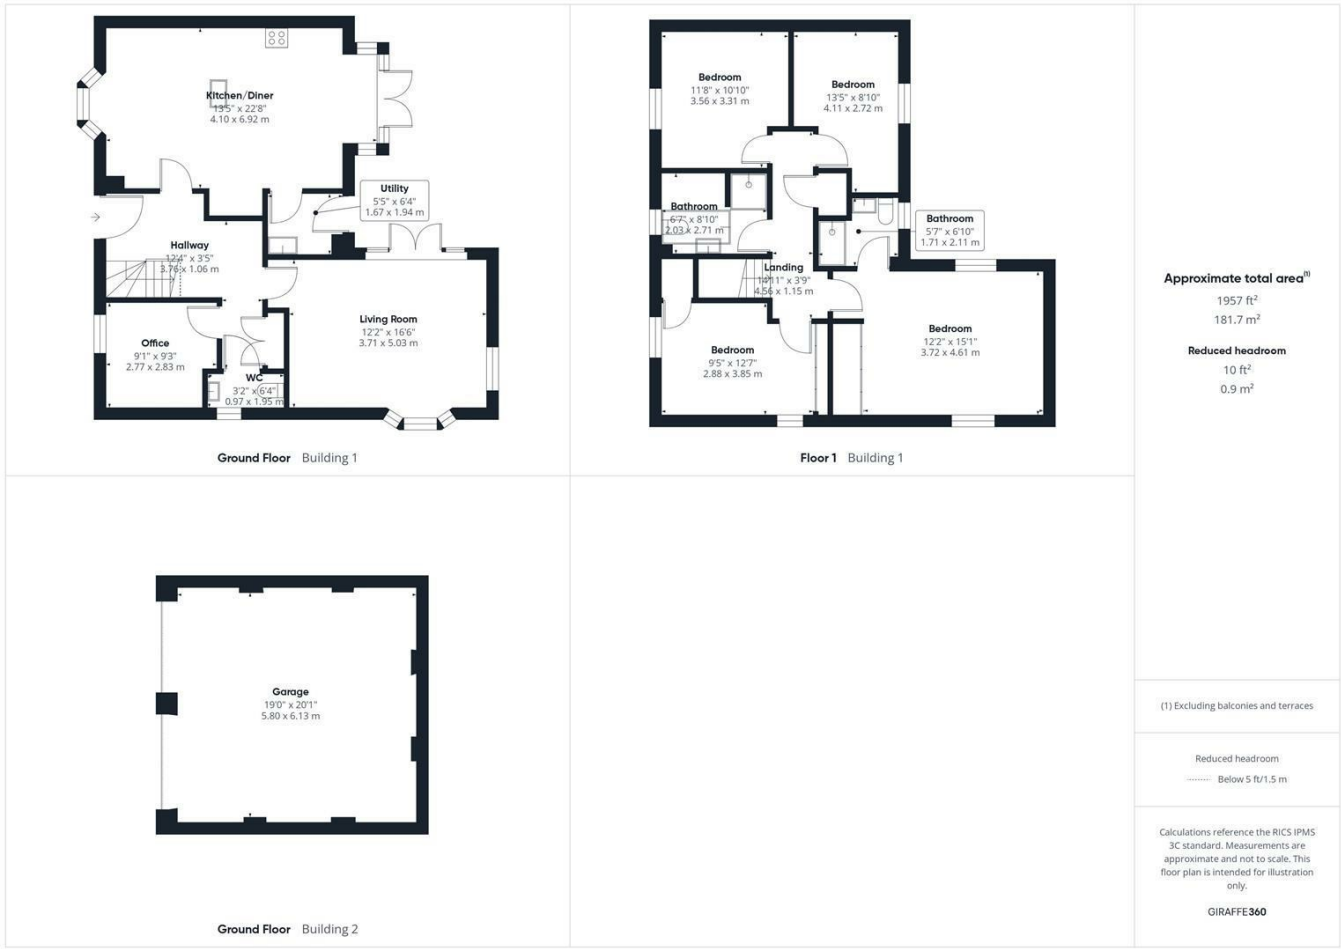 Kitchen/Diner
13'5" x 22'8"
4.10 x 6.92 m
Utility
5'5" x 6'4"
1.67 x 1.94 m
Hallway
12'4" x 3'5"
3.76 x 1.06 m
Living Room
12'2" x 16'6"
3.71 x 5.03 m
Office
9'1" x 9'3"
2.77 x 2.83 m
WC
3'2" x 6'4"
0.97 x 1.95 m
Ground Floor Building 1
Bedroom
11'8" x 10'10"
3.56 x 3.31 m
Bedroom
13'5" x 8'10"
4.11 x 2.72 m
Bathroom
6'7" x 8'10"
2.03 x 2.71 m
Bathroom
5'7" x 6'10"
1.71 x 2.11 m
Landing
14'11" x 3'9"
4.56 x 1.15 m
Bedroom
9'5" x 12'7"
2.88 x 3.85 m
Bedroom
12'2" x 15'1"
3.72 x 4.61 m
Floor 1 Building 1
Garage
19'0" x 20'1"
5.80 x 6.13 m
Ground Floor Building 2
Approximate total area(1)
1957 ft²
181.7 m²
Reduced headroom
10 ft²
0.9 m²
(1) Excluding balconies and terraces
Reduced headroom
Below 5 ft/1.5 m
Calculations reference the RICS IPMS
3C standard. Measurements are
approximate and not to scale. This
floor plan is intended for illustration
only.
GIRAFFE360